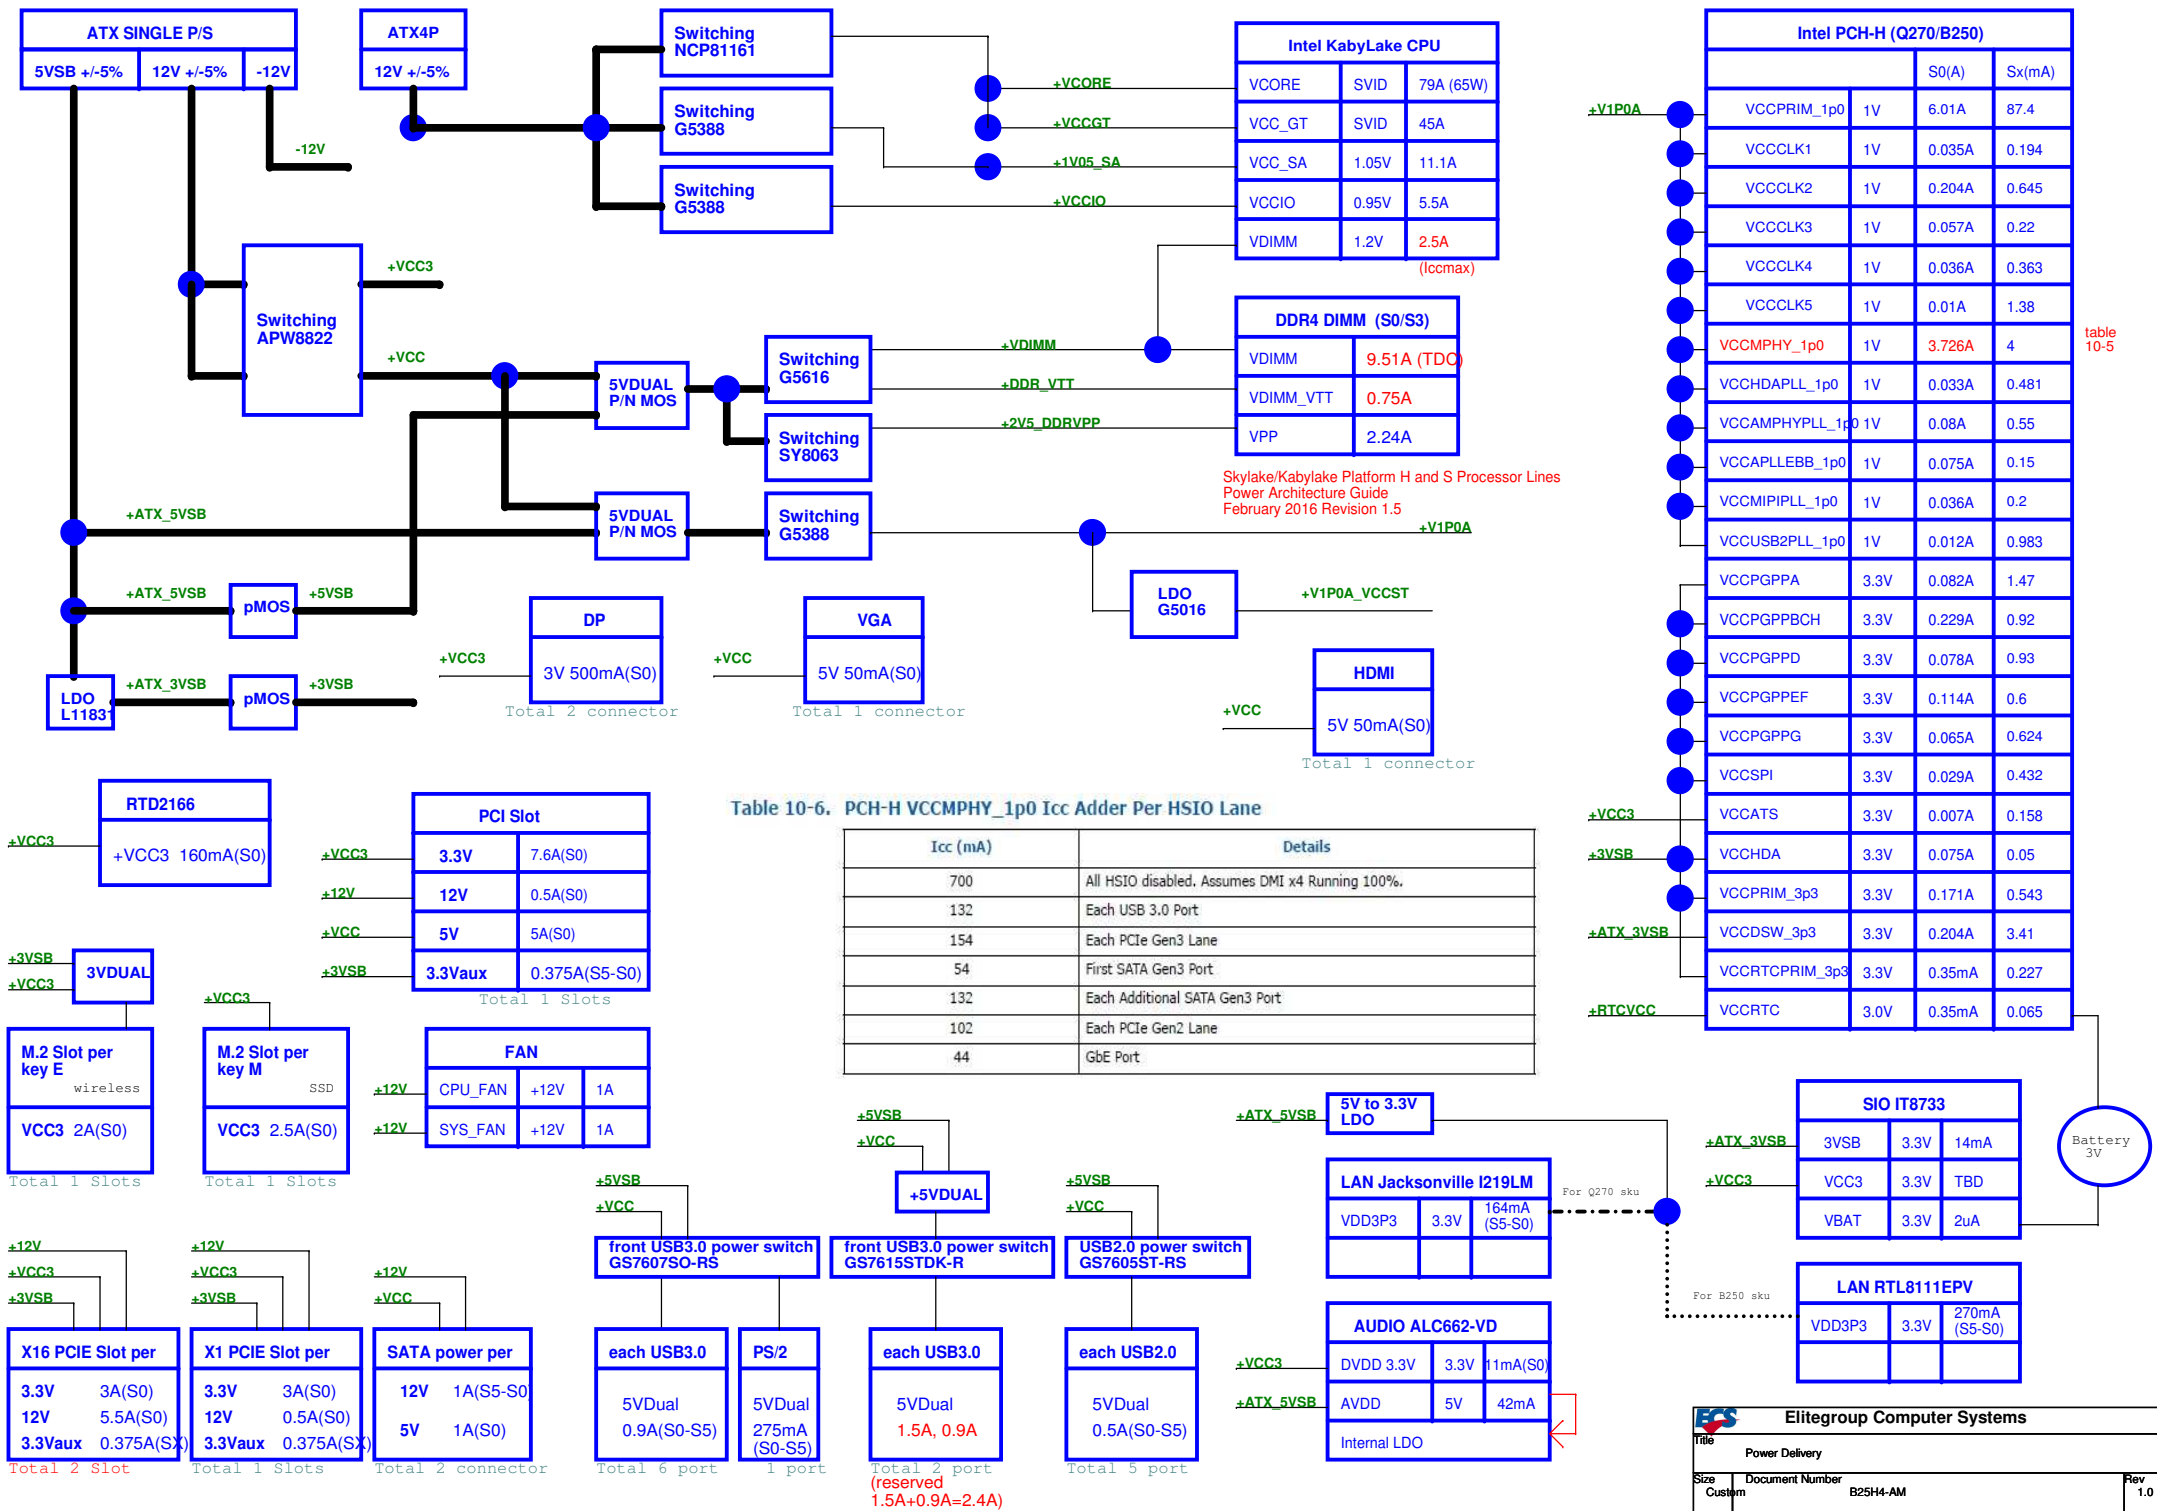 ATX SINGLE P/S
5VSB +/-5%
12V +/-5%
-12V
ATX4P
12V +/-5%
-12V
Switching
NCP81161
Switching
G5388
Switching
G5388
+VCORE
+VCCGT
+1V05_SA
+VCCIO
Intel KabyLake CPU
VCORE SVID 79A (65W)
VCC_GT SVID 45A
VCC_SA 1.05V 11.1A
VCCIO 0.95V 5.5A
VDIMM 1.2V 2.5A
(Iccmax)
Switching
APW8822
+VCC3
+VCC
5VDUAL
P/N MOS
Switching
G5616
Switching
SY8063
+VDIMM
+DDR_VTT
+2V5_DDRVPP
DDR4 DIMM (S0/S3)
VDIMM 9.51A (TDC)
VDIMM_VTT 0.75A
VPP 2.24A
Skylake/Kabylake Platform H and S Processor Lines
Power Architecture Guide
February 2016 Revision 1.5
+ATX_5VSB
5VDUAL
P/N MOS
Switching
G5388
+V1P0A
LDO
G5016
+V1P0A_VCCST
+ATX_5VSB
pMOS
+5VSB
LDO
L11831
+ATX_3VSB
pMOS
+3VSB
+VCC3
DP
3V 500mA(S0)
Total 2 connector
+VCC
VGA
5V 50mA(S0)
Total 1 connector
+VCC
HDMI
5V 50mA(S0)
Total 1 connector
Intel PCH-H (Q270/B250)
S0(A) Sx(mA)
+V1P0A
VCCPRIM_1p0 1V 6.01A 87.4
VCCCLK1 1V 0.035A 0.194
VCCCLK2 1V 0.204A 0.645
VCCCLK3 1V 0.057A 0.22
VCCCLK4 1V 0.036A 0.363
VCCCLK5 1V 0.01A 1.38
VCCMPHY_1p0 1V 3.726A 4
table
10-5
VCCHDAPLL_1p0 1V 0.033A 0.481
VCCAMPHYPLL_1p0 1V 0.08A 0.55
VCCAPLLEBB_1p0 1V 0.075A 0.15
VCCMIPIPLL_1p0 1V 0.036A 0.2
VCCUSB2PLL_1p0 1V 0.012A 0.983
VCCPGPPA 3.3V 0.082A 1.47
VCCPGPPBCH 3.3V 0.229A 0.92
VCCPGPPD 3.3V 0.078A 0.93
VCCPGPPEF 3.3V 0.114A 0.6
VCCPGPPG 3.3V 0.065A 0.624
VCCSPI 3.3V 0.029A 0.432
+VCC3
VCCATS 3.3V 0.007A 0.158
+3VSB
VCCHDA 3.3V 0.075A 0.05
VCCPRIM_3p3 3.3V 0.171A 0.543
+ATX_3VSB
VCCDSW_3p3 3.3V 0.204A 3.41
VCCRTCPRIM_3p3 3.3V 0.35mA 0.227
+RTCVCC
VCCRTC 3.0V 0.35mA 0.065
+VCC3
RTD2166
+VCC3 160mA(S0)
PCI Slot
+VCC3
3.3V 7.6A(S0)
+12V
12V 0.5A(S0)
+VCC
5V 5A(S0)
+3VSB
3.3Vaux 0.375A(S5-S0)
Total 1 Slots
Table 10-6. PCH-H VCCMPHY_1p0 Icc Adder Per HSIO Lane
Icc (mA) Details
700 All HSIO disabled. Assumes DMI x4 Running 100%.
132 Each USB 3.0 Port
154 Each PCIe Gen3 Lane
54 First SATA Gen3 Port
132 Each Additional SATA Gen3 Port
102 Each PCIe Gen2 Lane
44 GbE Port
+3VSB
+VCC3
3VDUAL
M.2 Slot per
key E
wireless
VCC3 2A(S0)
Total 1 Slots
+VCC3
M.2 Slot per
key M
SSD
VCC3 2.5A(S0)
Total 1 Slots
FAN
+12V
CPU_FAN +12V 1A
+12V
SYS_FAN +12V 1A
+12V
+VCC3
+3VSB
X16 PCIE Slot per
3.3V 3A(S0)
12V 5.5A(S0)
3.3Vaux 0.375A(SX)
Total 2 Slot
+12V
+VCC3
+3VSB
X1 PCIE Slot per
3.3V 3A(S0)
12V 0.5A(S0)
3.3Vaux 0.375A(SX)
Total 1 Slots
+12V
+VCC
SATA power per
12V 1A(S5-S0)
5V 1A(S0)
Total 2 connector
+5VSB
+VCC
front USB3.0 power switch
GS7607SO-RS
each USB3.0
5VDual
0.9A(S0-S5)
Total 6 port
PS/2
5VDual
275mA
(S0-S5)
1 port
+5VSB
+VCC
+5VDUAL
front USB3.0 power switch
GS7615STDK-R
each USB3.0
5VDual
1.5A, 0.9A
Total 2 port
(reserved
1.5A+0.9A=2.4A)
+5VSB
+VCC
USB2.0 power switch
GS7605ST-RS
each USB2.0
5VDual
0.5A(S0-S5)
Total 5 port
+ATX_5VSB
5V to 3.3V
LDO
LAN Jacksonville I219LM
VDD3P3 3.3V 164mA
(S5-S0)
For Q270 sku
For B250 sku
AUDIO ALC662-VD
+VCC3
DVDD 3.3V 3.3V 11mA(S0)
+ATX_5VSB
AVDD 5V 42mA
Internal LDO
SIO IT8733
+ATX_3VSB
3VSB 3.3V 14mA
+VCC3
VCC3 3.3V TBD
VBAT 3.3V 2uA
Battery
3V
LAN RTL8111EPV
VDD3P3 3.3V 270mA
(S5-S0)
ECS
Elitegroup Computer Systems
Title
Power Delivery
Size Document Number Rev
Custom B25H4-AM 1.0